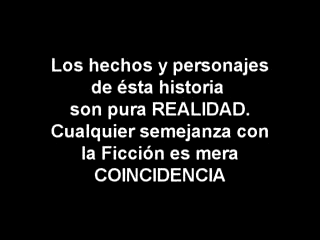 Los hechos y personajes
de ésta historia
son pura REALIDAD.
Cualquier semejanza con
la Ficción es mera
COINCIDENCIA